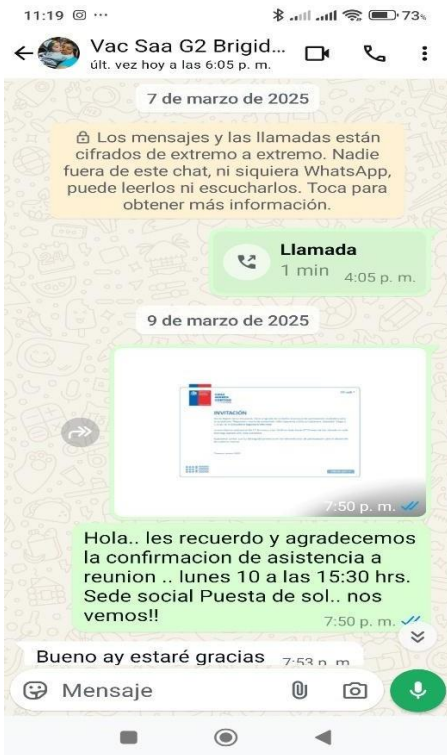 11:19
73%
Vac Saa G2 Brigid...
últ. vez hoy a las 6:05 p. m.
7 de marzo de 2025
Los mensajes y las llamadas están
cifrados de extremo a extremo. Nadie
fuera de este chat, ni siquiera WhatsApp,
puede leerlos ni escucharlos. Toca para
obtener más información.
Llamada
1 min 4:05 p. m.
9 de marzo de 2025
INVITACIÓN
7:50 p. m.
Hola.. les recuerdo y agradecemos
la confirmacion de asistencia a
reunion .. lunes 10 a las 15:30 hrs.
Sede social Puesta de sol.. nos
vemos!!
7:50 p. m.
Bueno ay estaré gracias 7:53 p. m.
Mensaje